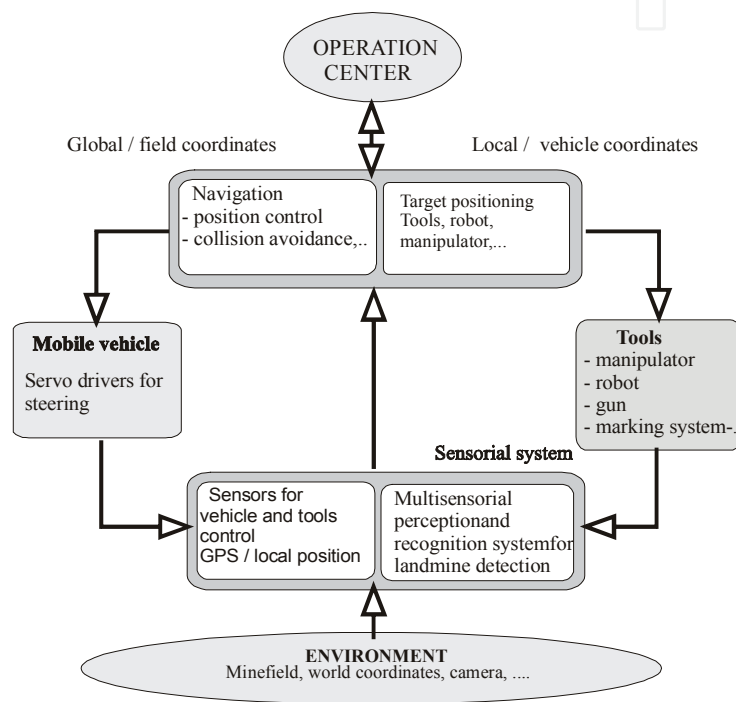 OPERATION
CENTER
Global / field coordinates
Local / vehicle coordinates
Navigation
- position control
- collision avoidance,..
Target positioning
Tools, robot,
manipulator,...
Mobile vehicle
Servo drivers for
steering
Tools
- manipulator
- robot
- gun
- marking system-.
Sensorial system
Sensors for
vehicle and tools
control
GPS / local position
Multisensorial
perceptionand
recognition systemfor
landmine detection
ENVIRONMENT
Minefield, world coordinates, camera, ....